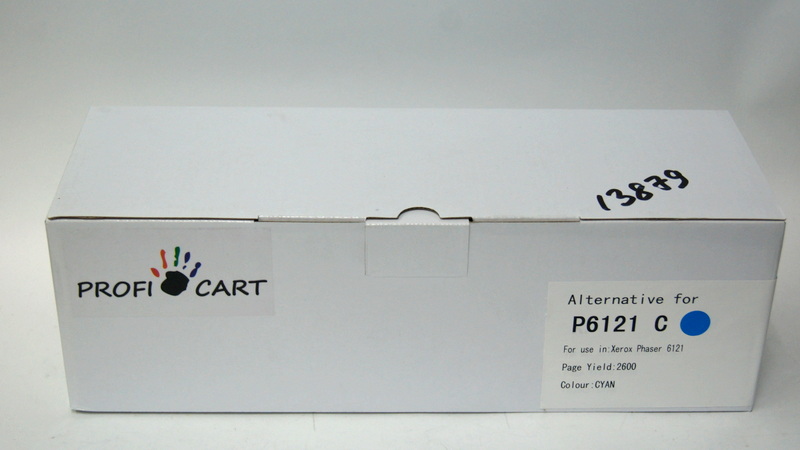 13879
PROFI CART
Alternative for
P6121 C
For use in:Xerox Phaser 6121
Page Yield:2600
Colour:CYAN